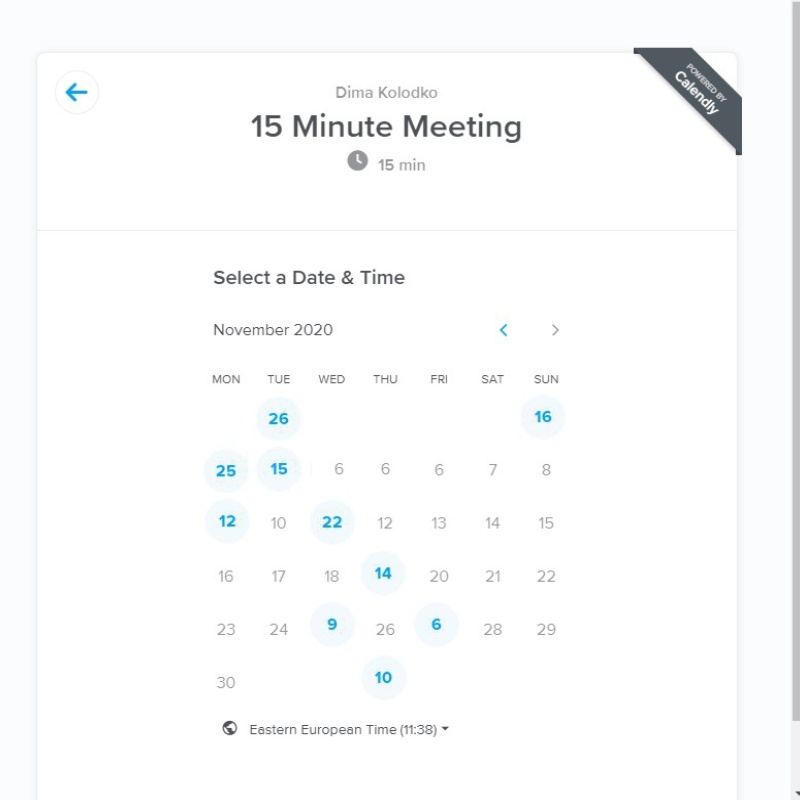 POWERED BY
Calendly
Dima Kolodko
15 Minute Meeting
15 min
Select a Date & Time
November 2020
MON TUE WED THU FRI SAT SUN
26 16
25 15 6 6 6 7 8
12 10 22 12 13 14 15
16 17 18 14 20 21 22
23 24 9 26 6 28 29
30 10
Eastern European Time (11:38)